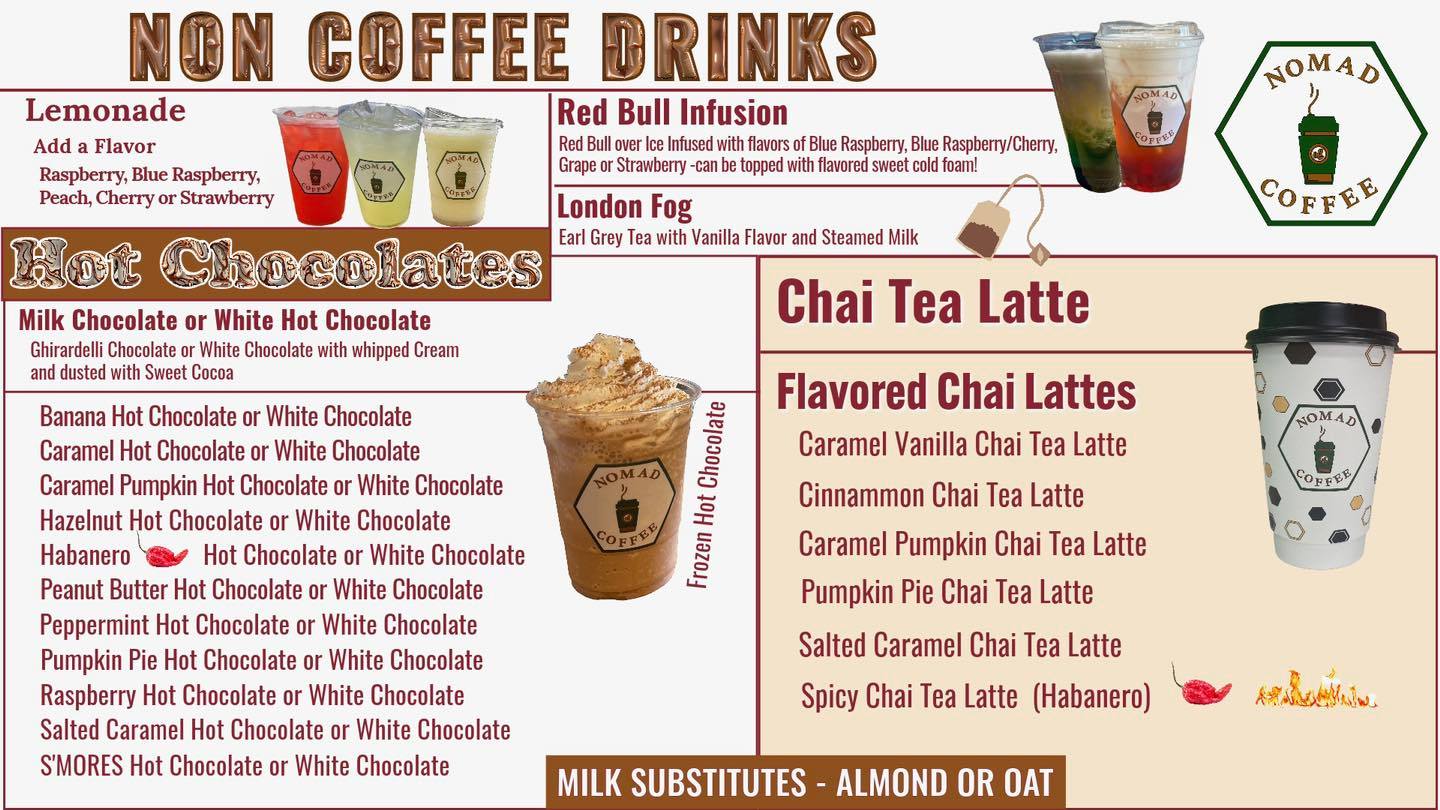 NON COFFEE DRINKS
Lemonade
Add a Flavor
Raspberry, Blue Raspberry,
Peach, Cherry or Strawberry
NOMAD
COFFEE
NOMAD
COFFEE
NOMAD
COFFEE
Red Bull Infusion
Red Bull over Ice Infused with flavors of Blue Raspberry, Blue Raspberry/Cherry,
Grape or Strawberry -can be topped with flavored sweet cold foam!
London Fog
Earl Grey Tea with Vanilla Flavor and Steamed Milk
NOMAD
COFFEE
NOMAD
COFFEE
Hot Chocolates
Milk Chocolate or White Hot Chocolate
Ghirardelli Chocolate or White Chocolate with whipped Cream
and dusted with Sweet Cocoa
Banana Hot Chocolate or White Chocolate
Caramel Hot Chocolate or White Chocolate
Caramel Pumpkin Hot Chocolate or White Chocolate
Hazelnut Hot Chocolate or White Chocolate
Habanero Hot Chocolate or White Chocolate
Peanut Butter Hot Chocolate or White Chocolate
Peppermint Hot Chocolate or White Chocolate
Pumpkin Pie Hot Chocolate or White Chocolate
Raspberry Hot Chocolate or White Chocolate
Salted Caramel Hot Chocolate or White Chocolate
S'MORES Hot Chocolate or White Chocolate
NOMAD
COFFEE
Frozen Hot Chocolate
Chai Tea Latte
Flavored Chai Lattes
Caramel Vanilla Chai Tea Latte
Cinnammon Chai Tea Latte
Caramel Pumpkin Chai Tea Latte
Pumpkin Pie Chai Tea Latte
Salted Caramel Chai Tea Latte
Spicy Chai Tea Latte (Habanero)
NOMAD
COFFEE
MILK SUBSTITUTES - ALMOND OR OAT